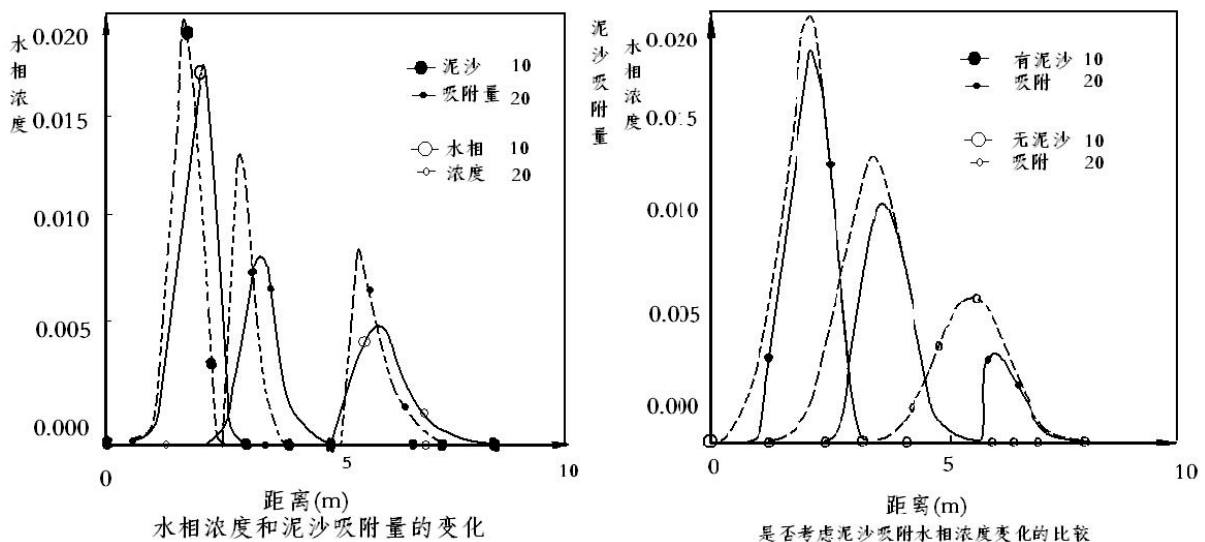 水相浓度
0.020
0.015
0.010
0.005
0.000
泥沙 10
吸附量 20
水相 10
浓度 20
0
5
10
距离(m)
水相浓度和泥沙吸附量的变化
泥沙吸附量
水相浓度
0.020
0.015
0.010
0.005
0.000
有泥沙 10
吸附 20
无泥沙 10
吸附 20
0
5
10
距离(m)
是否考虑泥沙吸附水相浓度变化的比较